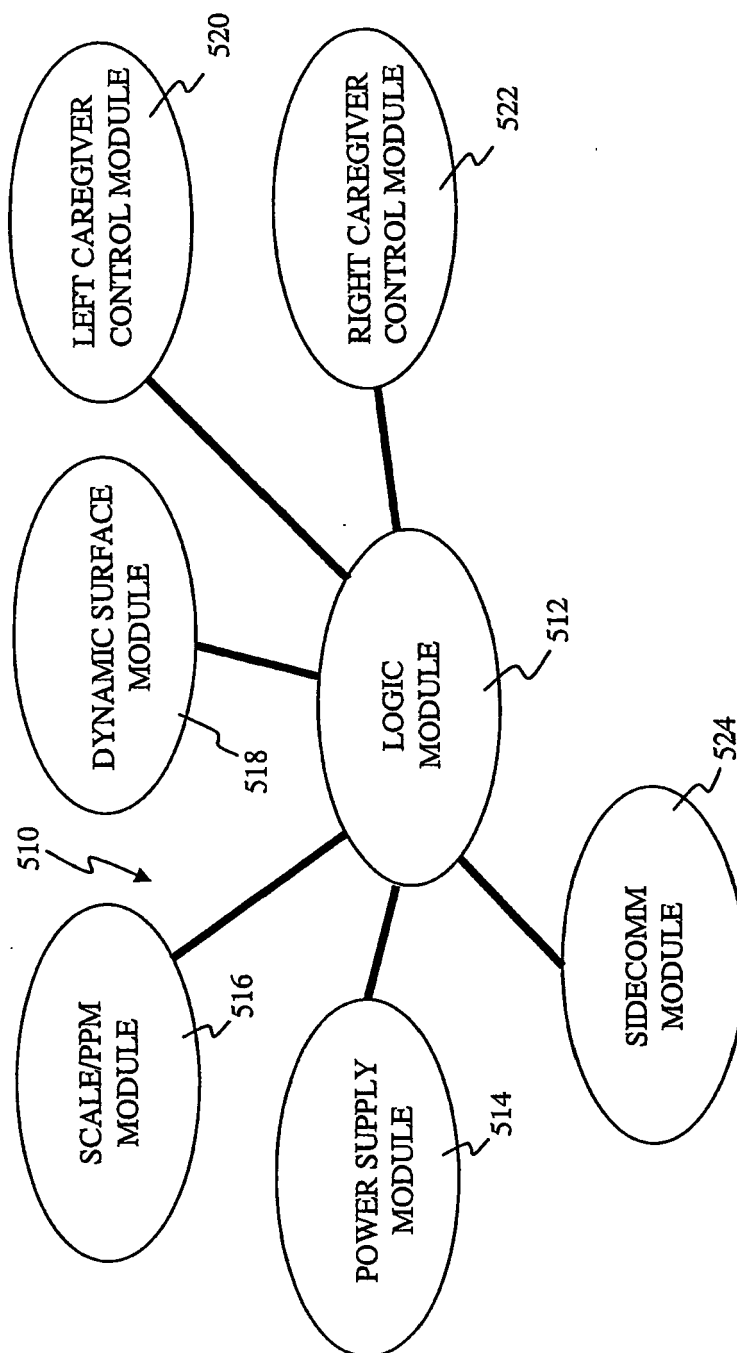 510
SCALE/PPM
MODULE
516
DYNAMIC SURFACE
MODULE
518
LEFT CAREGIVER
CONTROL MODULE
520
POWER SUPPLY
MODULE
514
LOGIC
MODULE
512
RIGHT CAREGIVER
CONTROL MODULE
522
SIDECOMM
MODULE
524